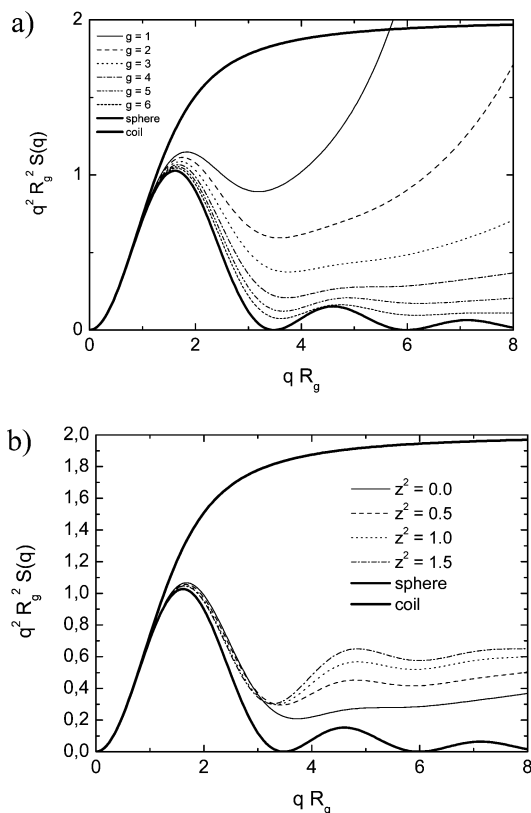 a)
g = 1
g = 2
g = 3
g = 4
g = 5
g = 6
sphere
coil
q² R_g² S(q)
2
1
0
0 2 4 6 8
q R_g
b)
2,0
1,8
1,6
1,4
1,2
1,0
0,8
0,6
0,4
0,2
0,0
z² = 0.0
z² = 0.5
z² = 1.0
z² = 1.5
sphere
coil
q² R_g² S(q)
0 2 4 6 8
q R_g